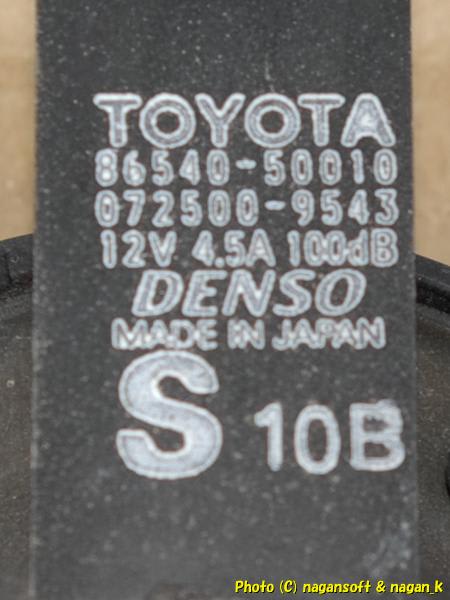 TOYOTA
86540-50010
072500-9543
12V 4.5A 100dB
DENSO
MADE IN JAPAN
S 10B
Photo (C) nagansoft & nagan_k